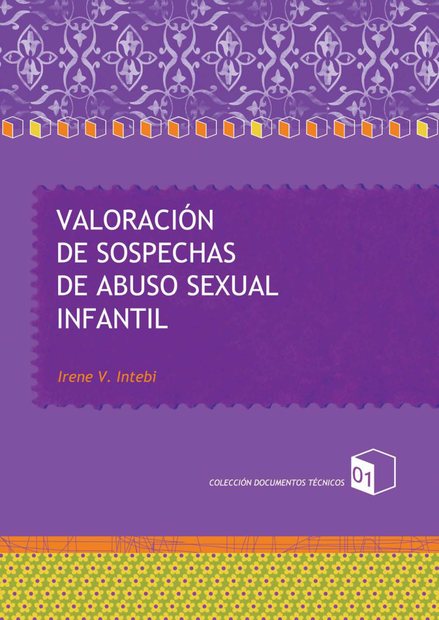 VALORACIÓN
DE SOSPECHAS
DE ABUSO SEXUAL
INFANTIL
Irene V. Intebi
COLECCIÓN DOCUMENTOS TÉCNICOS 01